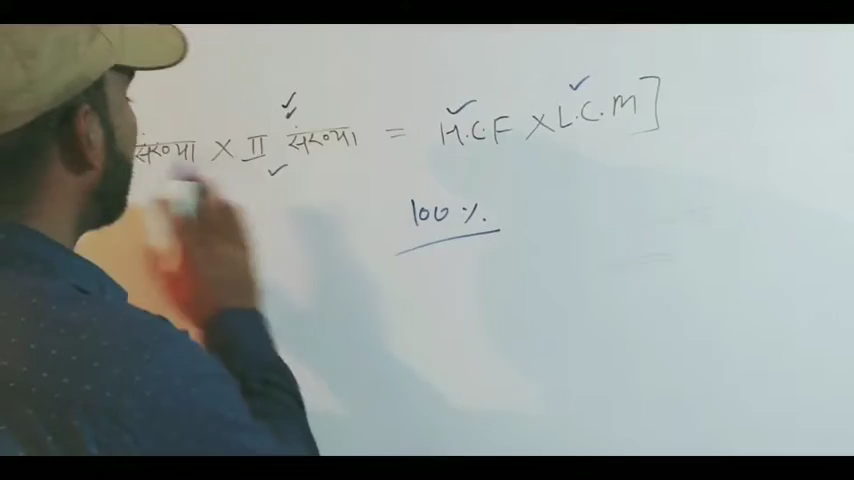 संख्या × II संख्या = H.C.F × L.C.M]
100 %.